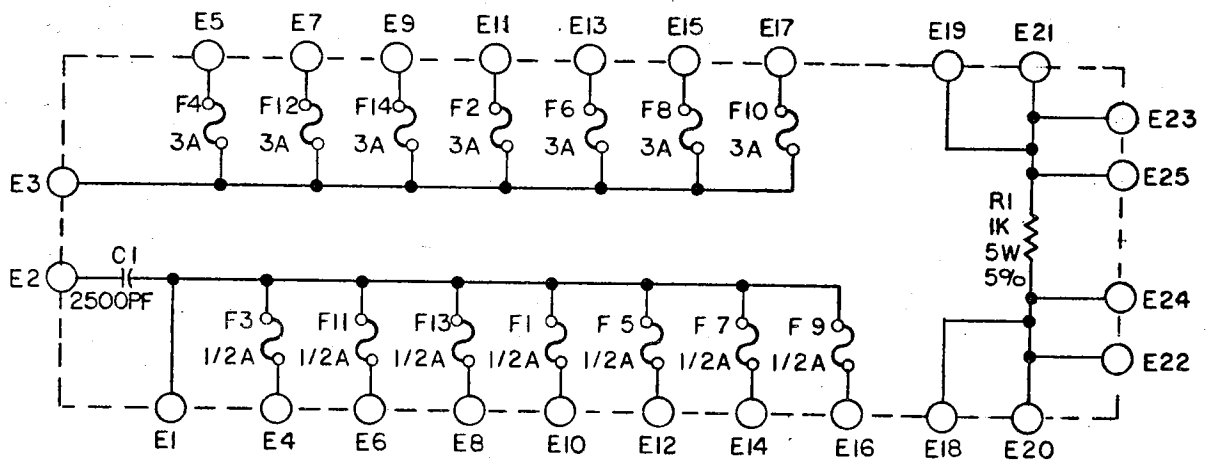 E5 E7 E9 E11 E13 E15 E17 E19 E21
F4 F12 F14 F2 F6 F8 F10
3A 3A 3A 3A 3A 3A 3A
E23
E3
E25
R1
1K
5W
5%
E2
C1
2500PF
E24
F3 F11 F13 F1 F 5 F 7 F 9
1/2A 1/2A 1/2A 1/2A 1/2A 1/2A 1/2A
E22
E1 E4 E6 E8 E10 E12 E14 E16 E18 E20